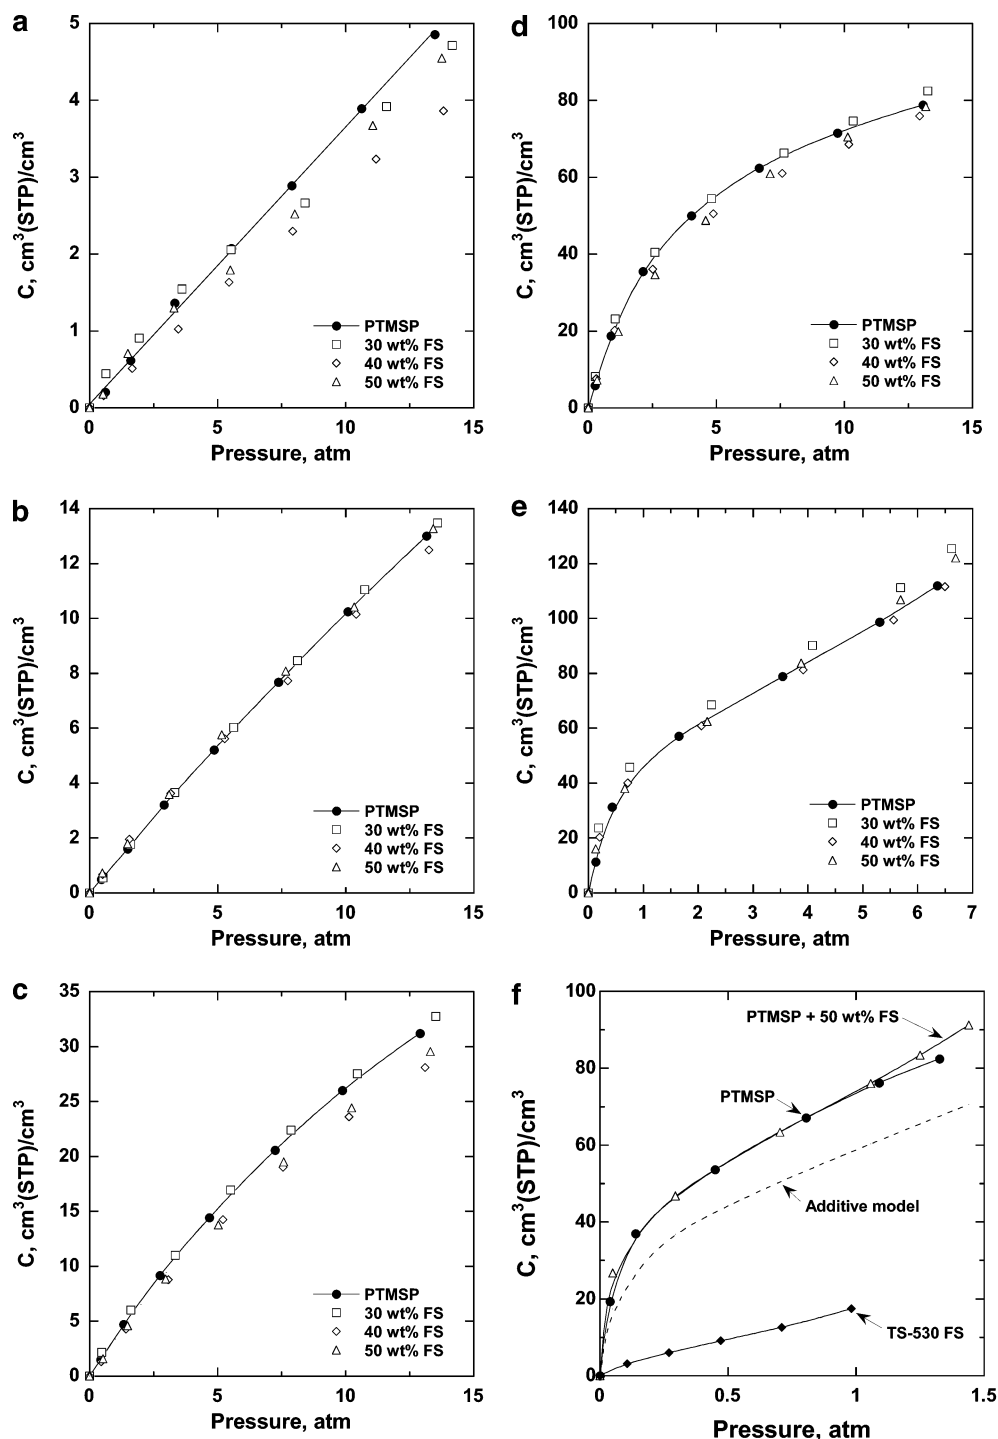 a
5
4
3
2
1
0
C, cm³(STP)/cm³
PTMSP
30 wt% FS
40 wt% FS
50 wt% FS
0 5 10 15
Pressure, atm
d
100
80
60
40
20
0
C, cm³(STP)/cm³
PTMSP
30 wt% FS
40 wt% FS
50 wt% FS
0 5 10 15
Pressure, atm
b
14
12
10
8
6
4
2
0
C, cm³(STP)/cm³
PTMSP
30 wt% FS
40 wt% FS
50 wt% FS
0 5 10 15
Pressure, atm
e
140
120
100
80
60
40
20
0
C, cm³(STP)/cm³
PTMSP
30 wt% FS
40 wt% FS
50 wt% FS
0 1 2 3 4 5 6 7
Pressure, atm
c
35
30
25
20
15
10
5
0
C, cm³(STP)/cm³
PTMSP
30 wt% FS
40 wt% FS
50 wt% FS
0 5 10 15
Pressure, atm
f
100
80
60
40
20
0
C, cm³(STP)/cm³
PTMSP + 50 wt% FS
PTMSP
Additive model
TS-530 FS
0 0.5 1 1.5
Pressure, atm